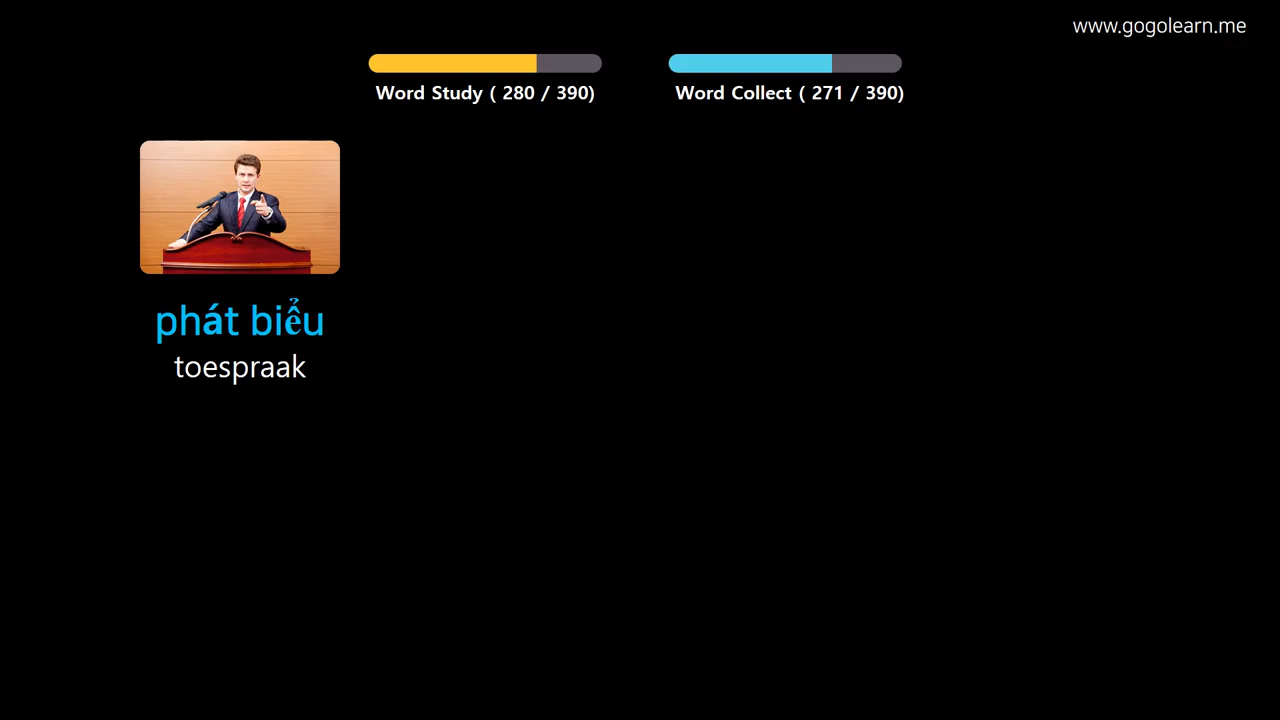 www.gogolearn.me
Word Study ( 280 / 390)
Word Collect ( 271 / 390)
phát biểu
toespraak